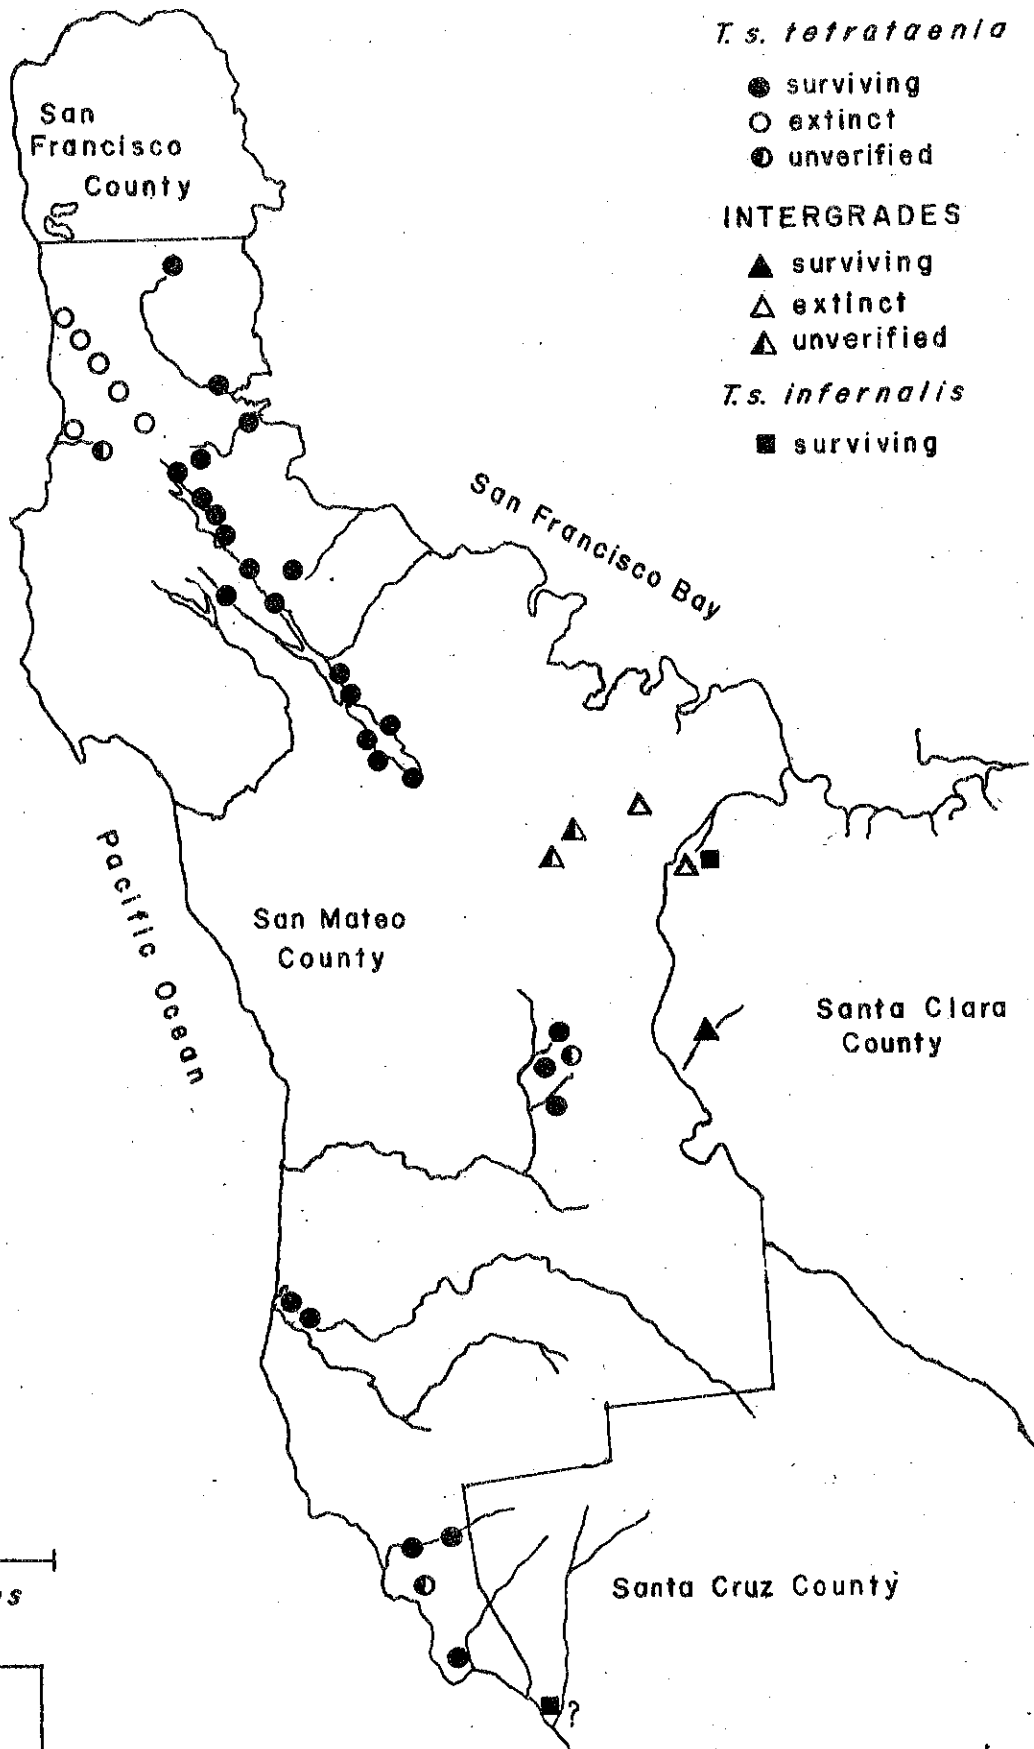 T. s. tetrataenia
surviving
extinct
unverified
INTERGRADES
surviving
extinct
unverified
T. s. infernalis
surviving
San
Francisco
County
San Francisco Bay
Pacific Ocean
San Mateo
County
Santa Clara
County
Santa Cruz County
?